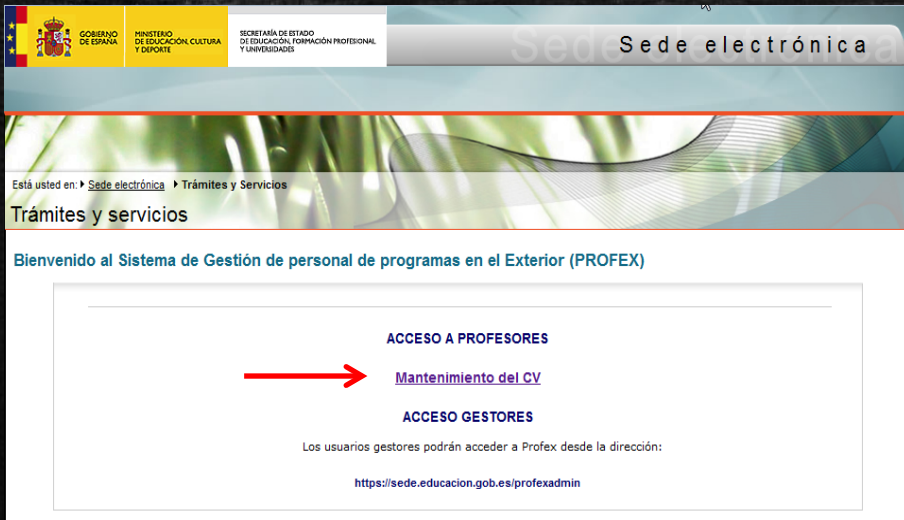 GOBIERNO
DE ESPAÑA
MINISTERIO
DE EDUCACIÓN, CULTURA
Y DEPORTE
SECRETARÍA DE ESTADO
DE EDUCACIÓN, FORMACIÓN PROFESIONAL
Y UNIVERSIDADES
Sede electrónica
Sede electrónica
Está usted en: Sede electrónica Trámites y Servicios
Trámites y servicios
Bienvenido al Sistema de Gestión de personal de programas en el Exterior (PROFEX)
ACCESO A PROFESORES
Mantenimiento del CV
ACCESO GESTORES
Los usuarios gestores podrán acceder a Profex desde la dirección:
https://sede.educacion.gob.es/profexadmin